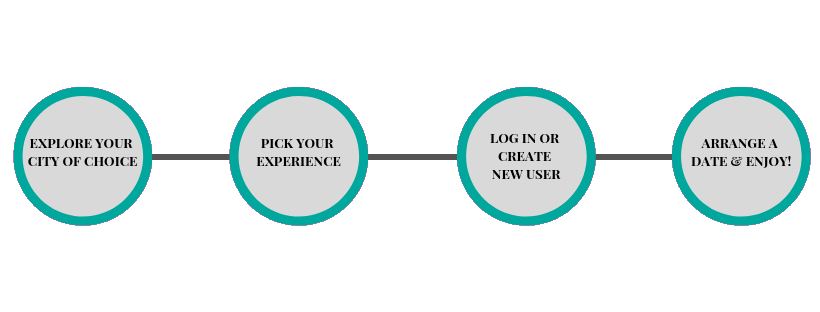 EXPLORE YOUR
CITY OF CHOICE
PICK YOUR
EXPERIENCE
LOG IN OR
CREATE
NEW USER
ARRANGE A
DATE & ENJOY!